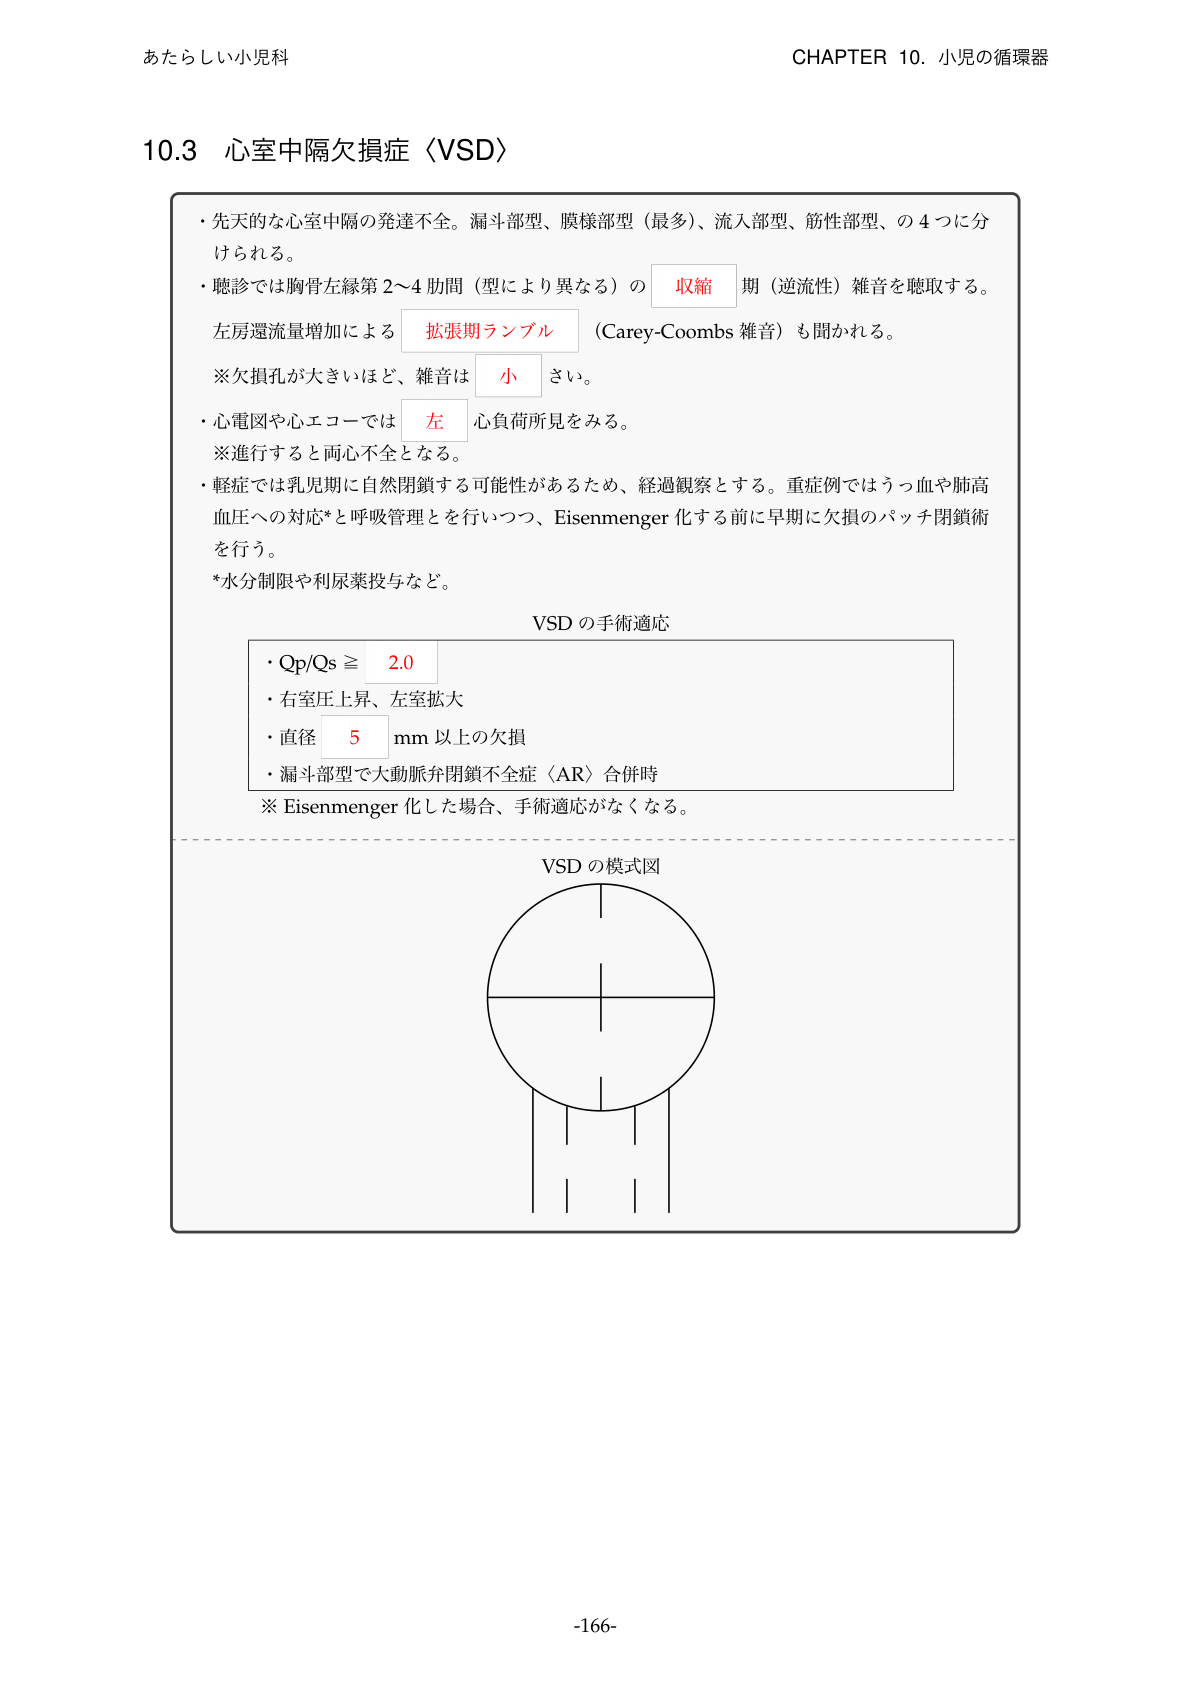 あたらしい小児科
CHAPTER 10. 小児の循環器
10.3 心室中隔欠損症〈VSD〉
・先天的な心室中隔の発達不全。漏斗部型、膜様部型（最多）、流入部型、筋性部型、の 4 つに分
けられる。
・聴診では胸骨左縁第 2〜4 肋間（型により異なる）の 収縮 期（逆流性）雑音を聴取する。
左房還流量増加による 拡張期ランブル （Carey-Coombs 雑音）も聞かれる。
※欠損孔が大きいほど、雑音は 小 さい。
・心電図や心エコーでは 左 心負荷所見をみる。
※進行すると両心不全となる。
・軽症では乳児期に自然閉鎖する可能性があるため、経過観察とする。重症例ではうっ血や肺高
血圧への対応*と呼吸管理とを行いつつ、Eisenmenger 化する前に早期に欠損のパッチ閉鎖術
を行う。
*水分制限や利尿薬投与など。
VSD の手術適応
・Qp/Qs ≧ 2.0
・右室圧上昇、左室拡大
・直径 5 mm 以上の欠損
・漏斗部型で大動脈弁閉鎖不全症〈AR〉合併時
※ Eisenmenger 化した場合、手術適応がなくなる。
VSD の模式図
-166-